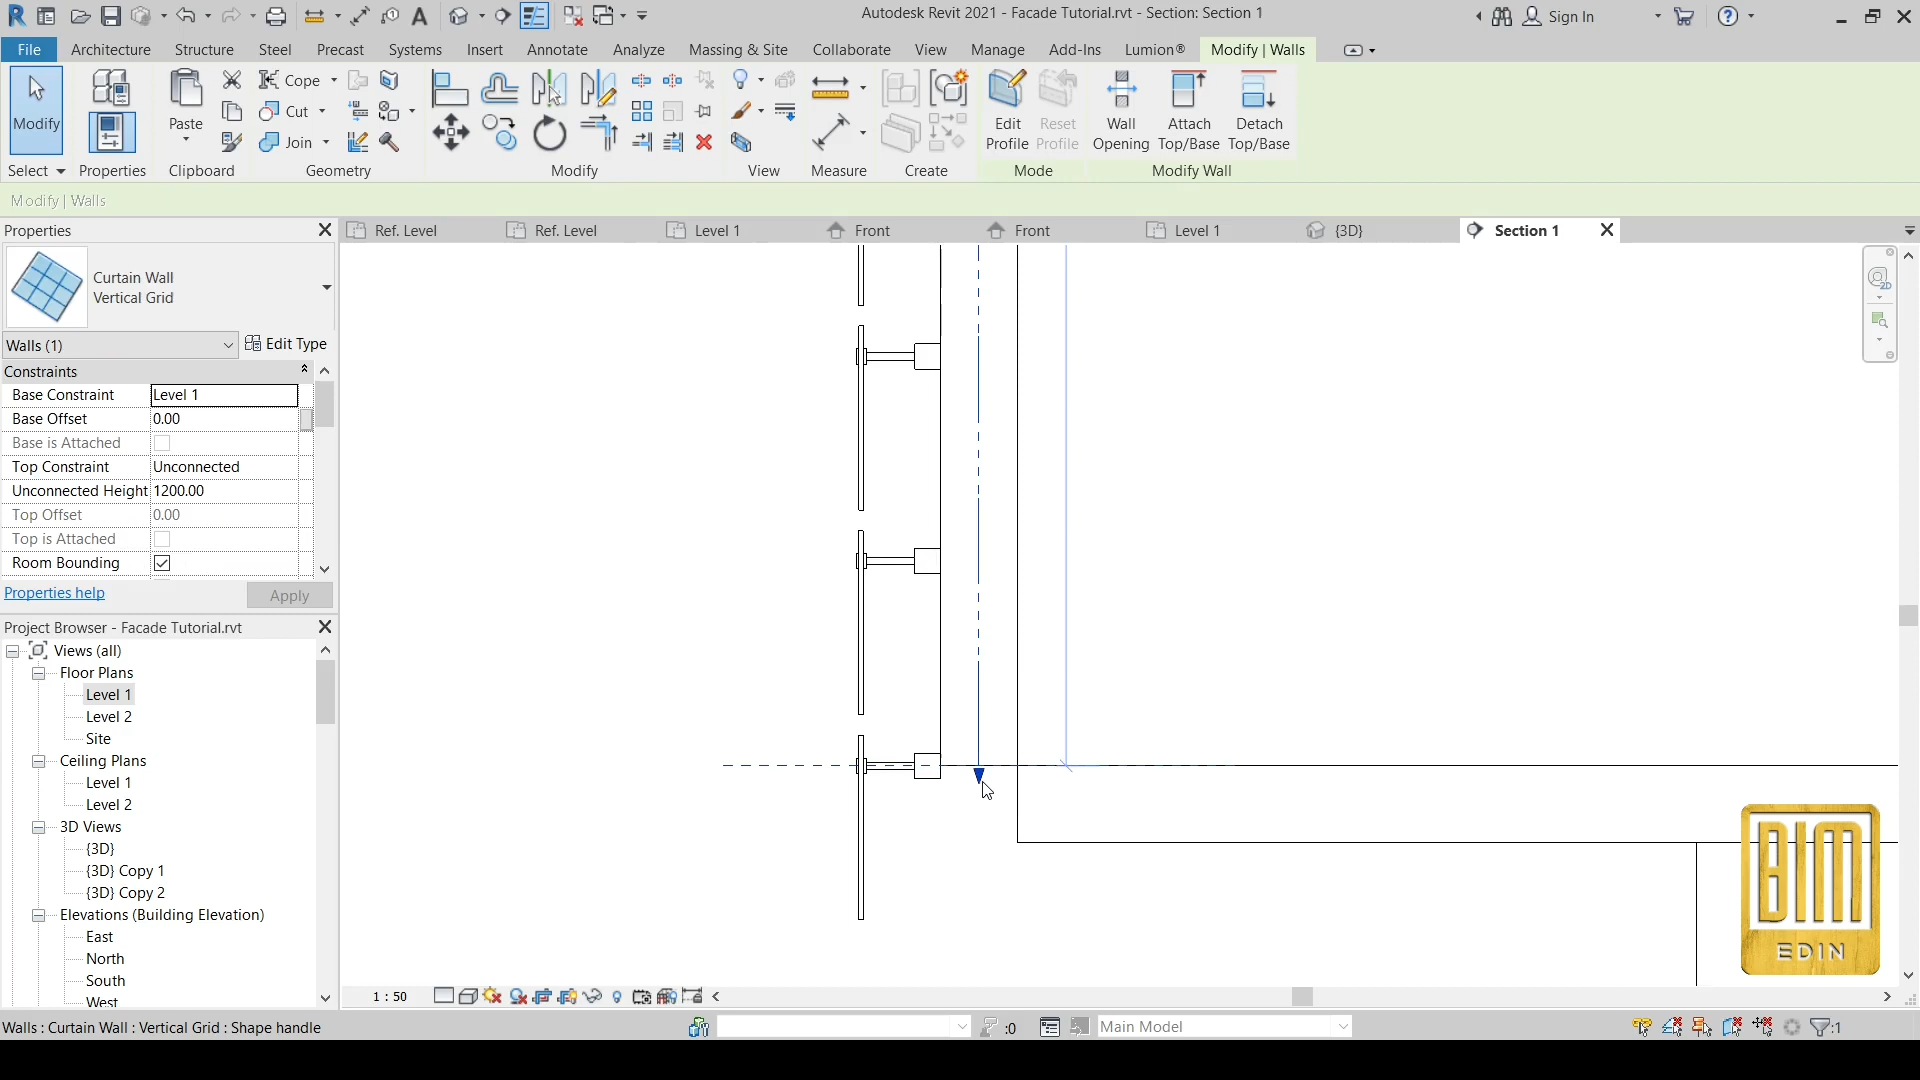 Autodesk Revit 2021 - Facade Tutorial.rvt - Section: Section 1
Sign In
File
Architecture
Structure
Steel
Precast
Systems
Insert
Annotate
Analyze
Massing & Site
Collaborate
View
Manage
Add-Ins
Lumion®
Modify | Walls
Modify
Paste
Cope
Cut
Join
Edit
Profile
Reset
Profile
Wall
Opening
Attach
Top/Base
Detach
Top/Base
Select
Properties
Clipboard
Geometry
Modify
View
Measure
Create
Mode
Modify Wall
Modify | Walls
Properties
Ref. Level
Ref. Level
Level 1
Front
Front
Level 1
{3D}
Section 1
Curtain Wall
Vertical Grid
Walls (1)
Edit Type
Constraints
Base Constraint
Level 1
Base Offset
0.00
Base is Attached
Top Constraint
Unconnected
Unconnected Height
1200.00
Top Offset
0.00
Top is Attached
Room Bounding
Properties help
Apply
Project Browser - Facade Tutorial.rvt
Views (all)
Floor Plans
Level 1
Level 2
Site
Ceiling Plans
Level 1
Level 2
3D Views
{3D}
{3D} Copy 1
{3D} Copy 2
Elevations (Building Elevation)
East
North
South
West
2D
BIM
EDIN
1 : 50
Walls : Curtain Wall : Vertical Grid : Shape handle
:0
Main Model
:1